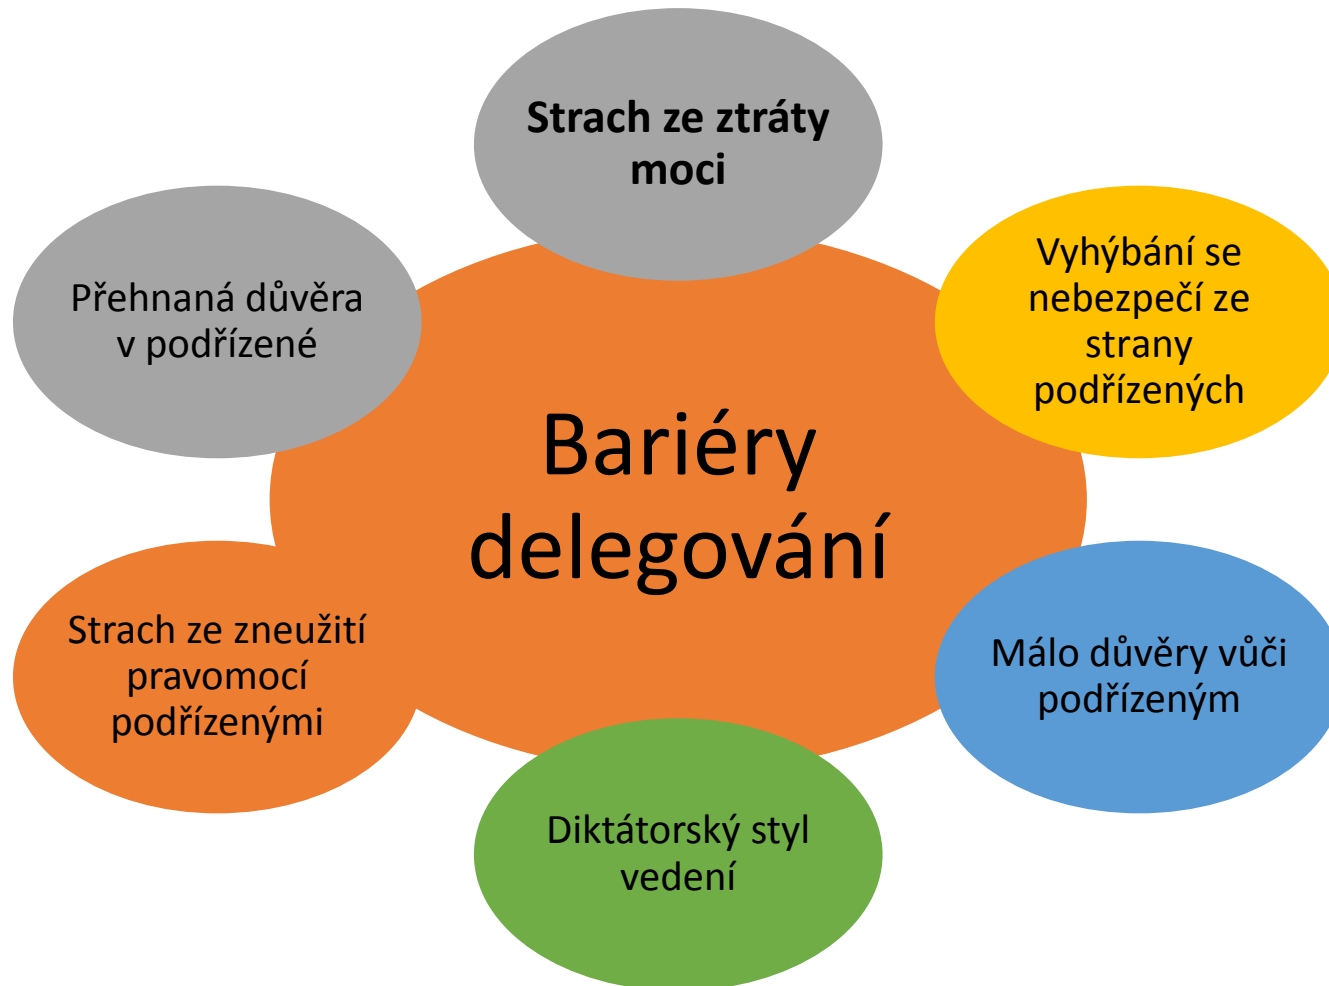 Strach ze ztráty
moci
Vyhýbání se
nebezpečí ze
strany
podřízených
Málo důvěry vůči
podřízeným
Diktátorský styl
vedení
Strach ze zneužití
pravomocí
podřízenými
Přehnaná důvěra
v podřízené
Bariéry
delegování